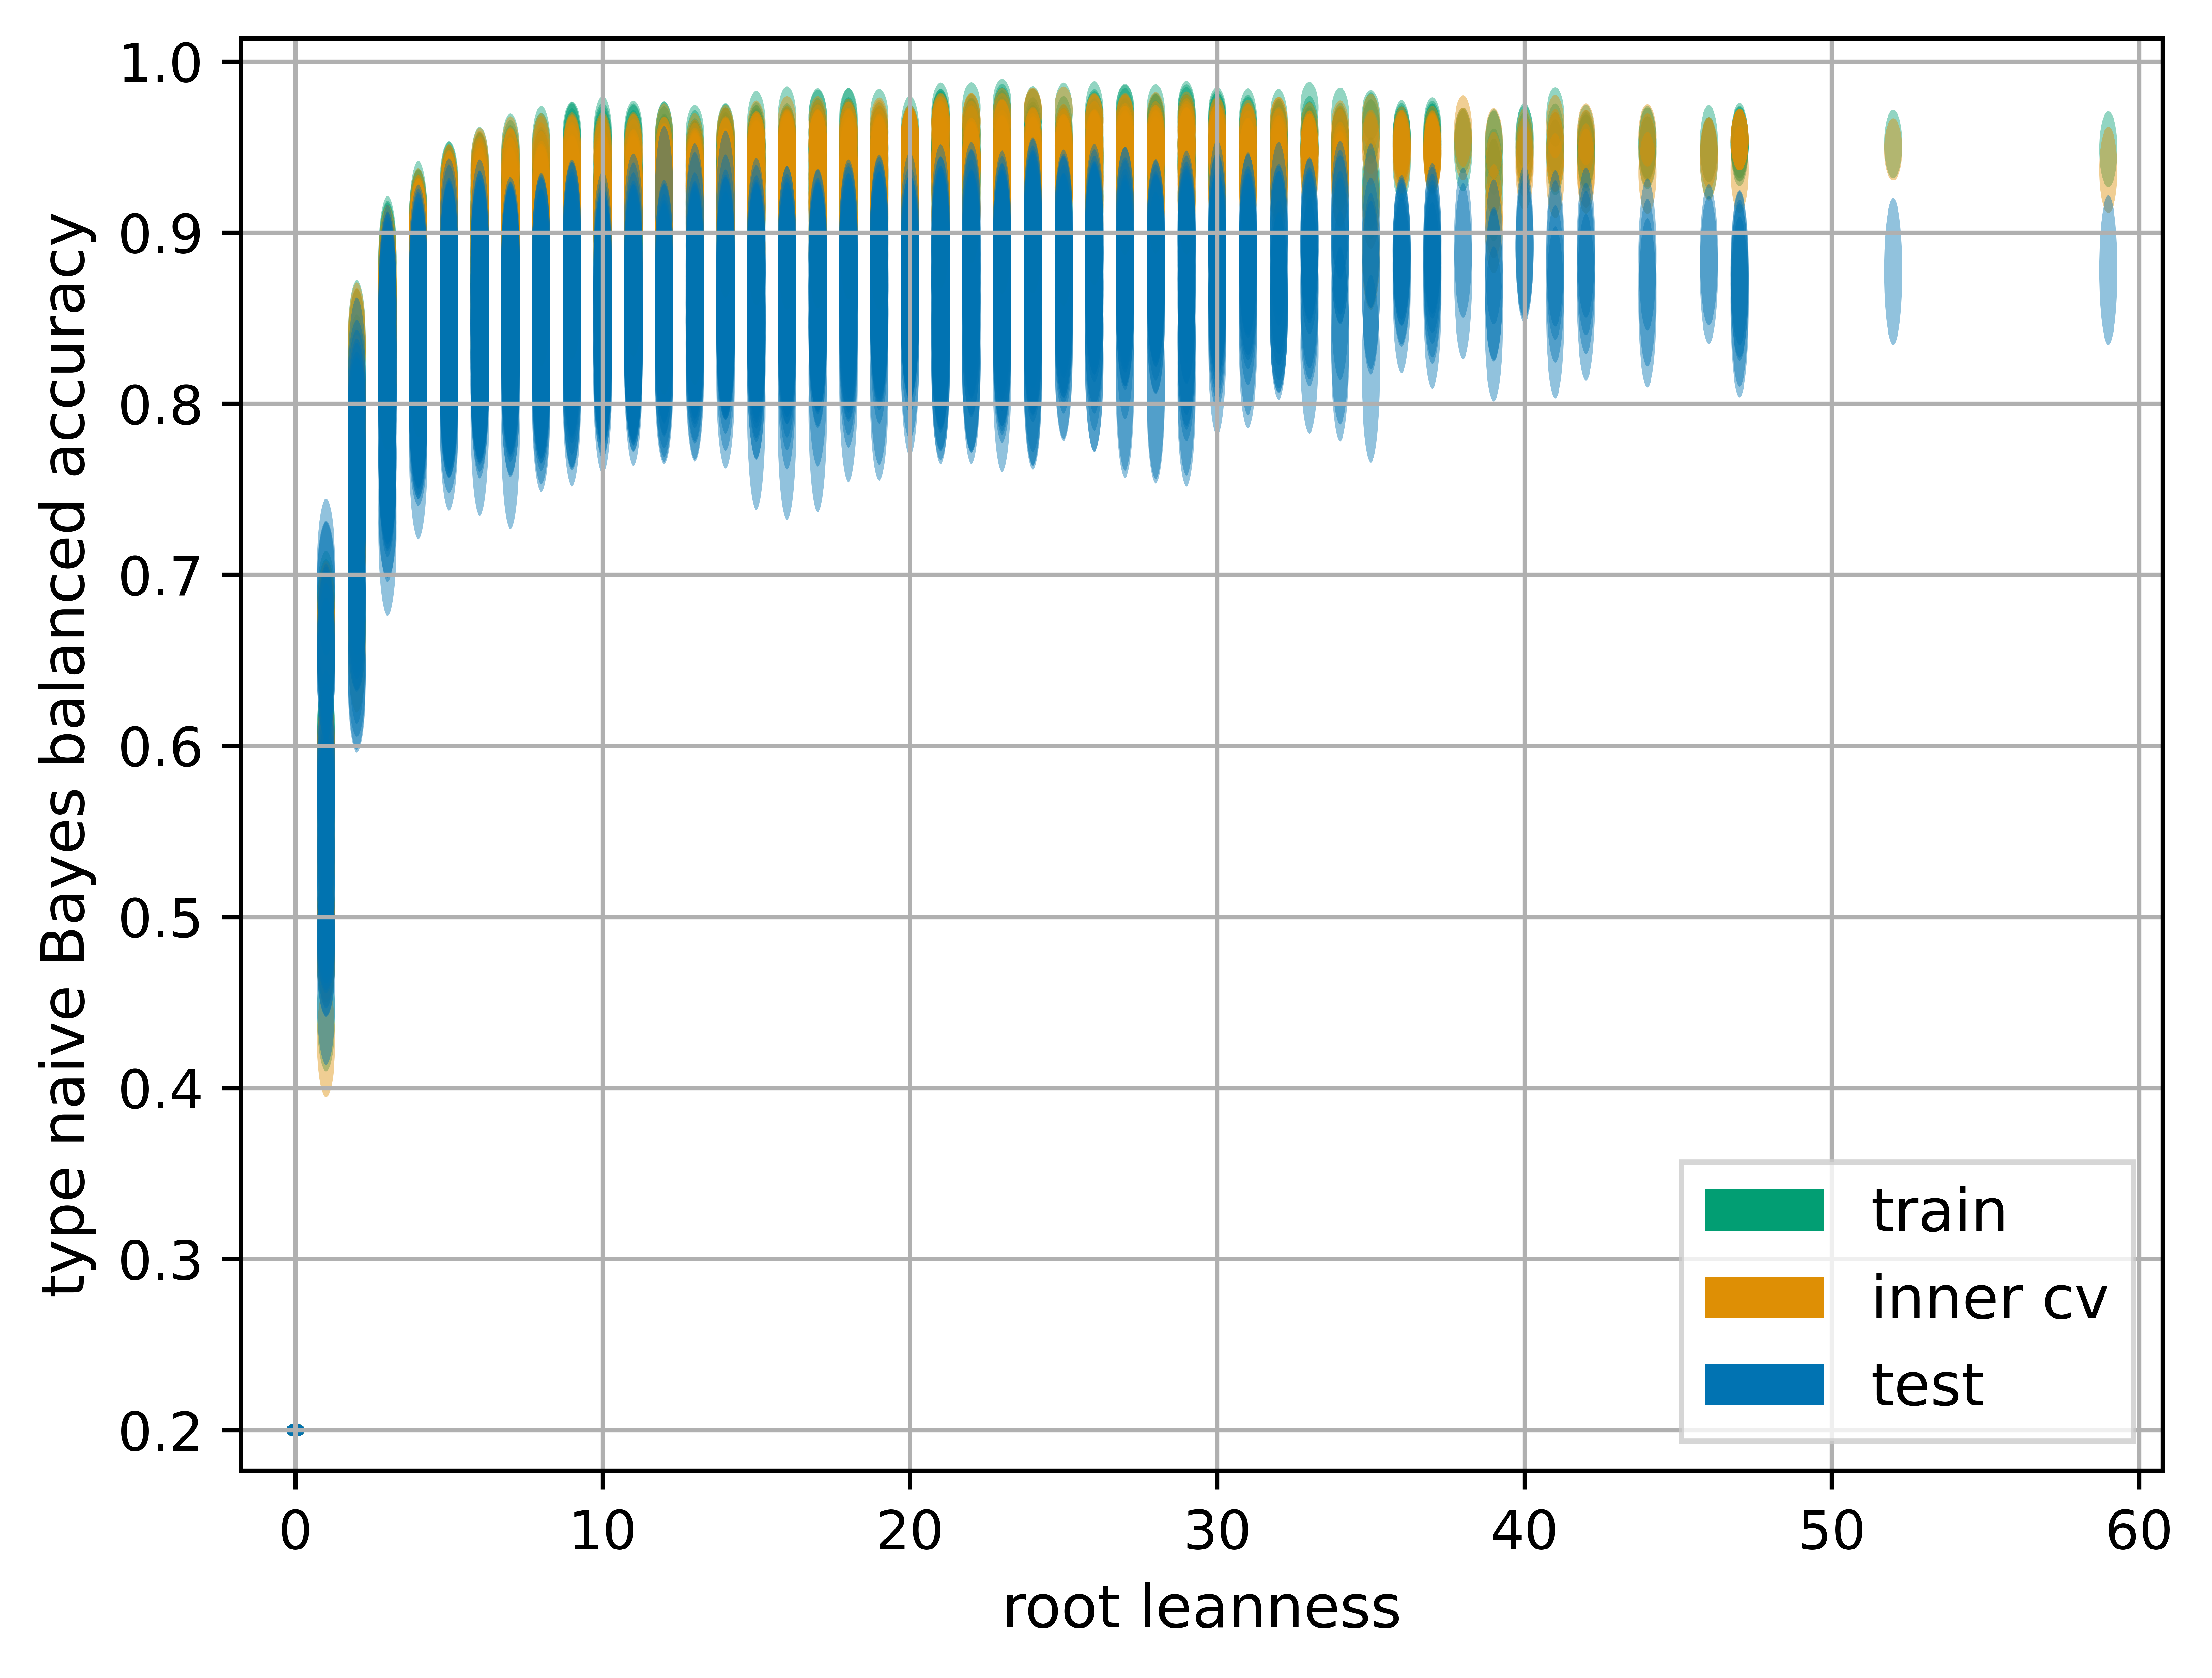 type naive Bayes balanced accuracy
1.0
0.9
0.8
0.7
0.6
0.5
0.4
0.3
0.2
train
inner cv
test
0 10 20 30 40 50 60
root leanness